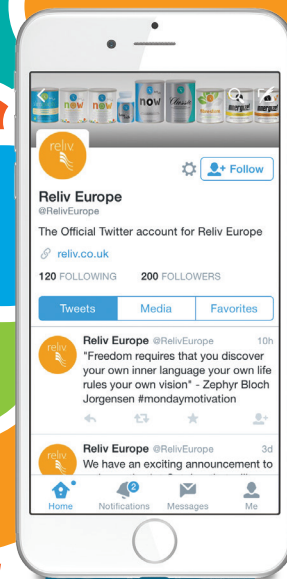 now
now
now
Classic
reliv
Follow
Reliv Europe
@RelivEurope
The Official Twitter account for Reliv Europe
reliv.co.uk
120 FOLLOWING 200 FOLLOWERS
Tweets Media Favorites
reliv
Reliv Europe @RelivEurope 10h
"Freedom requires that you discover
your own inner language your own life
rules your own vision" - Zephyr Bloch
Jorgensen #mondaymotivation
reliv
Reliv Europe @RelivEurope 3d
We have an exciting announcement to
2
Home Notifications Messages Me